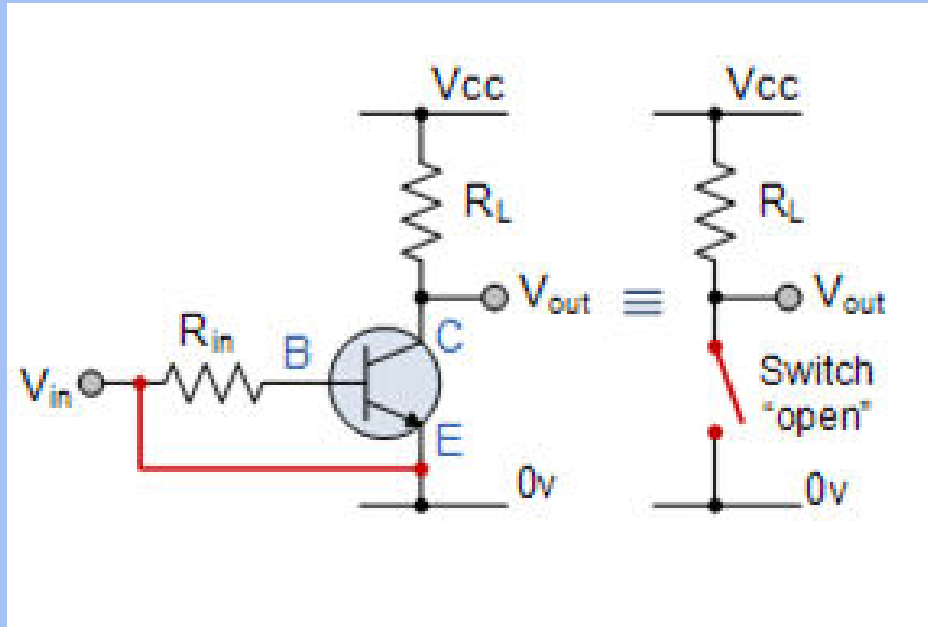 Vcc
RL
Vout
Rin
B
C
Vin
E
0v
≡
Vcc
RL
Vout
Switch
"open"
0v